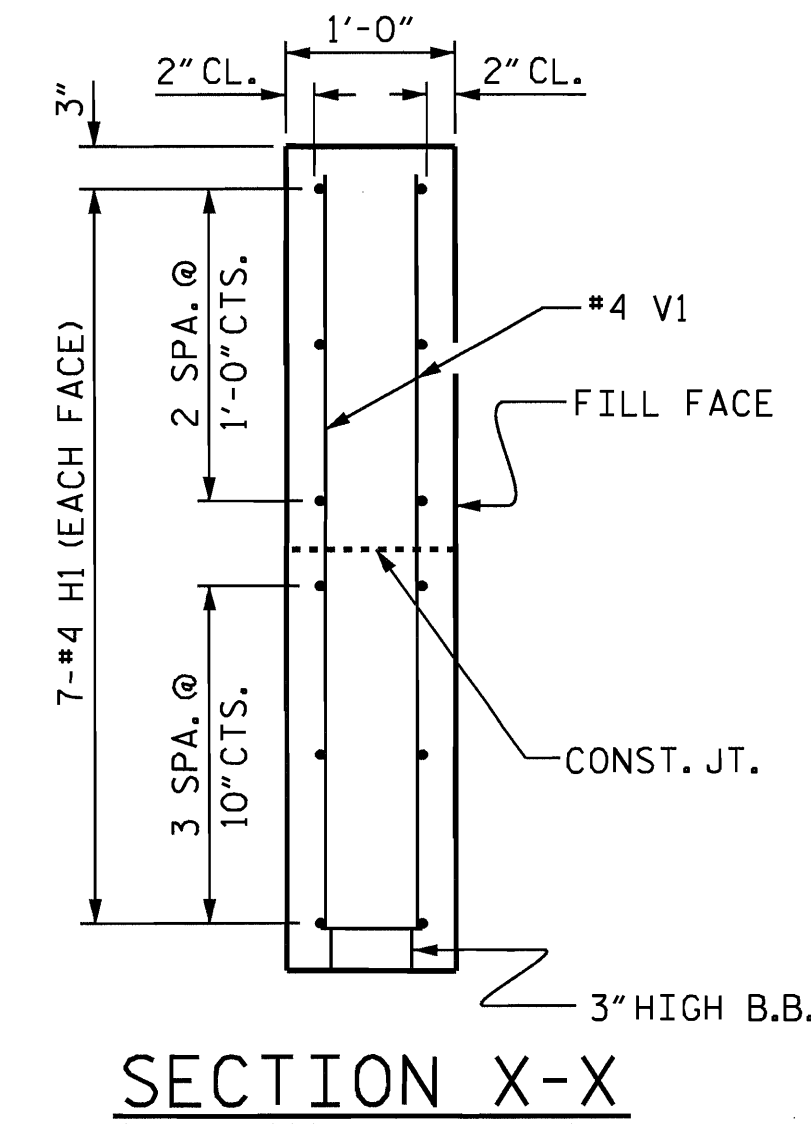 1'-0"
2" CL.
2" CL.
3"
2 SPA. @
1'-0" CTS.
7-#4 H1 (EACH FACE)
#4 V1
FILL FACE
3 SPA. @
10" CTS.
CONST. JT.
3" HIGH B.B.
SECTION X-X